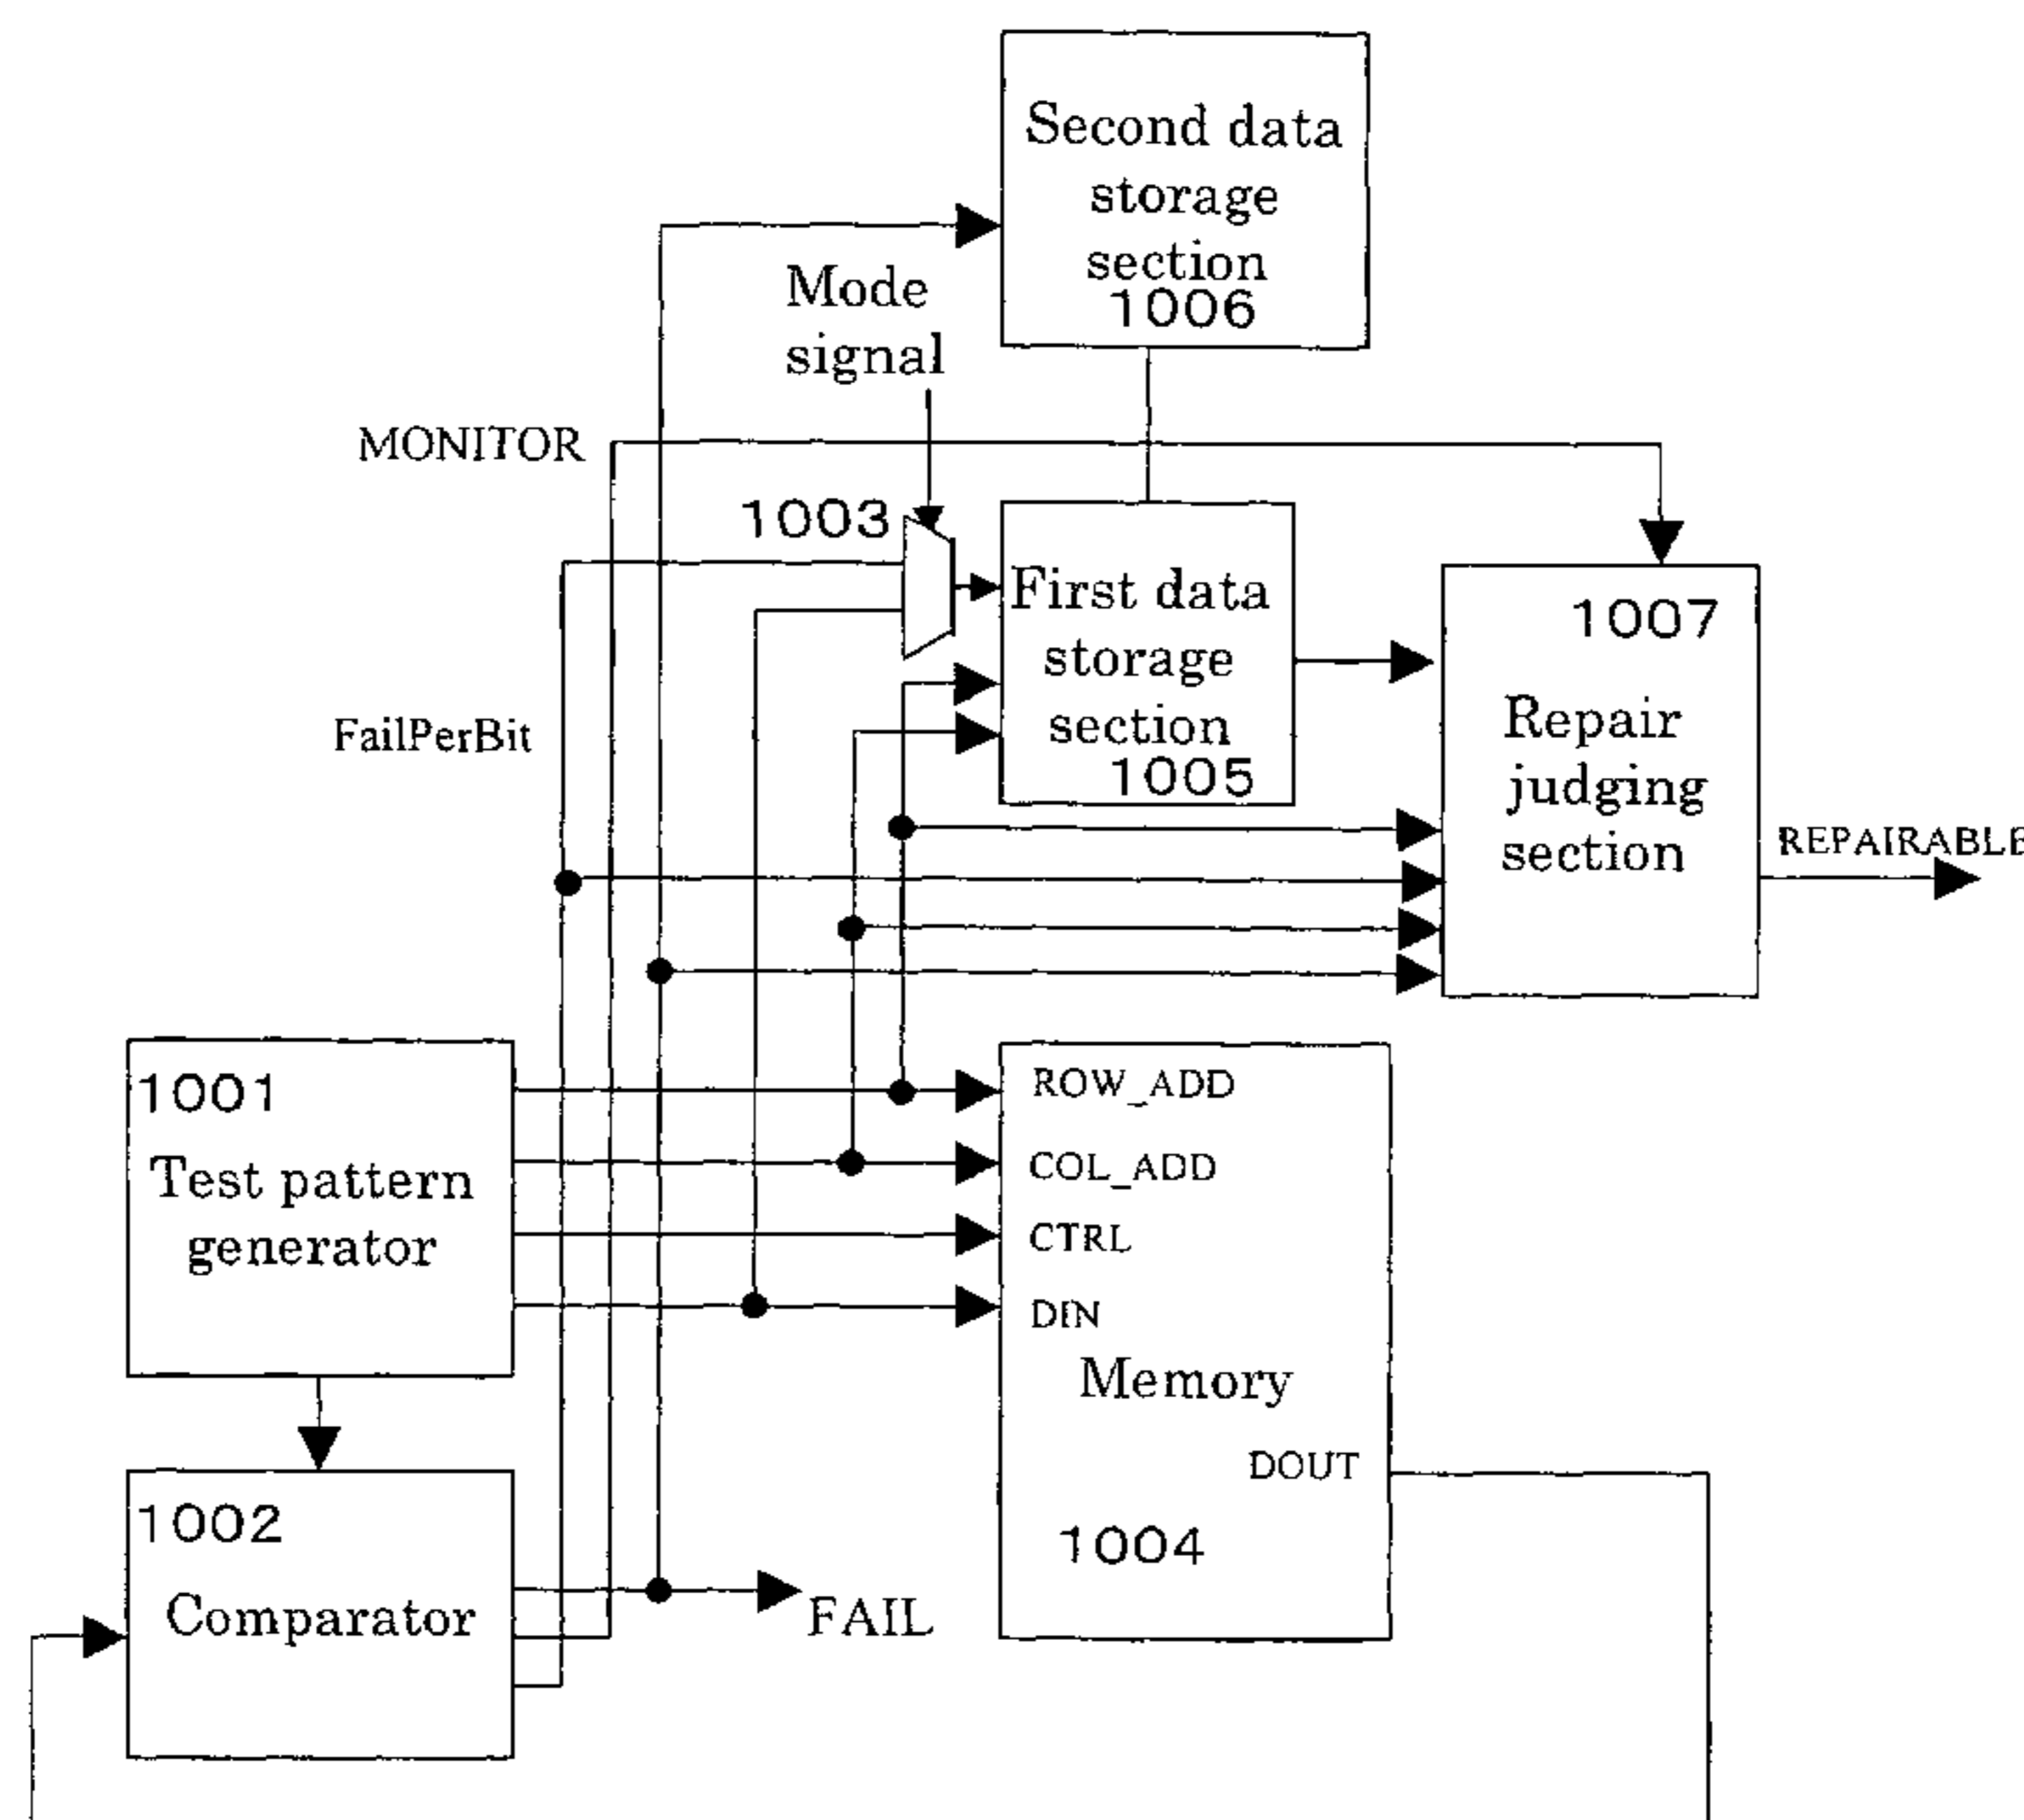 Second data
storage
section
1006
Mode
signal
MONITOR
1003
First data
storage
section
1005
1007
Repair
judging
section
FailPerBit
REPAIRABLE
1001
Test pattern
generator
ROW_ADD
COL_ADD
CTRL
DIN
Memory
DOUT
1004
1002
Comparator
FAIL